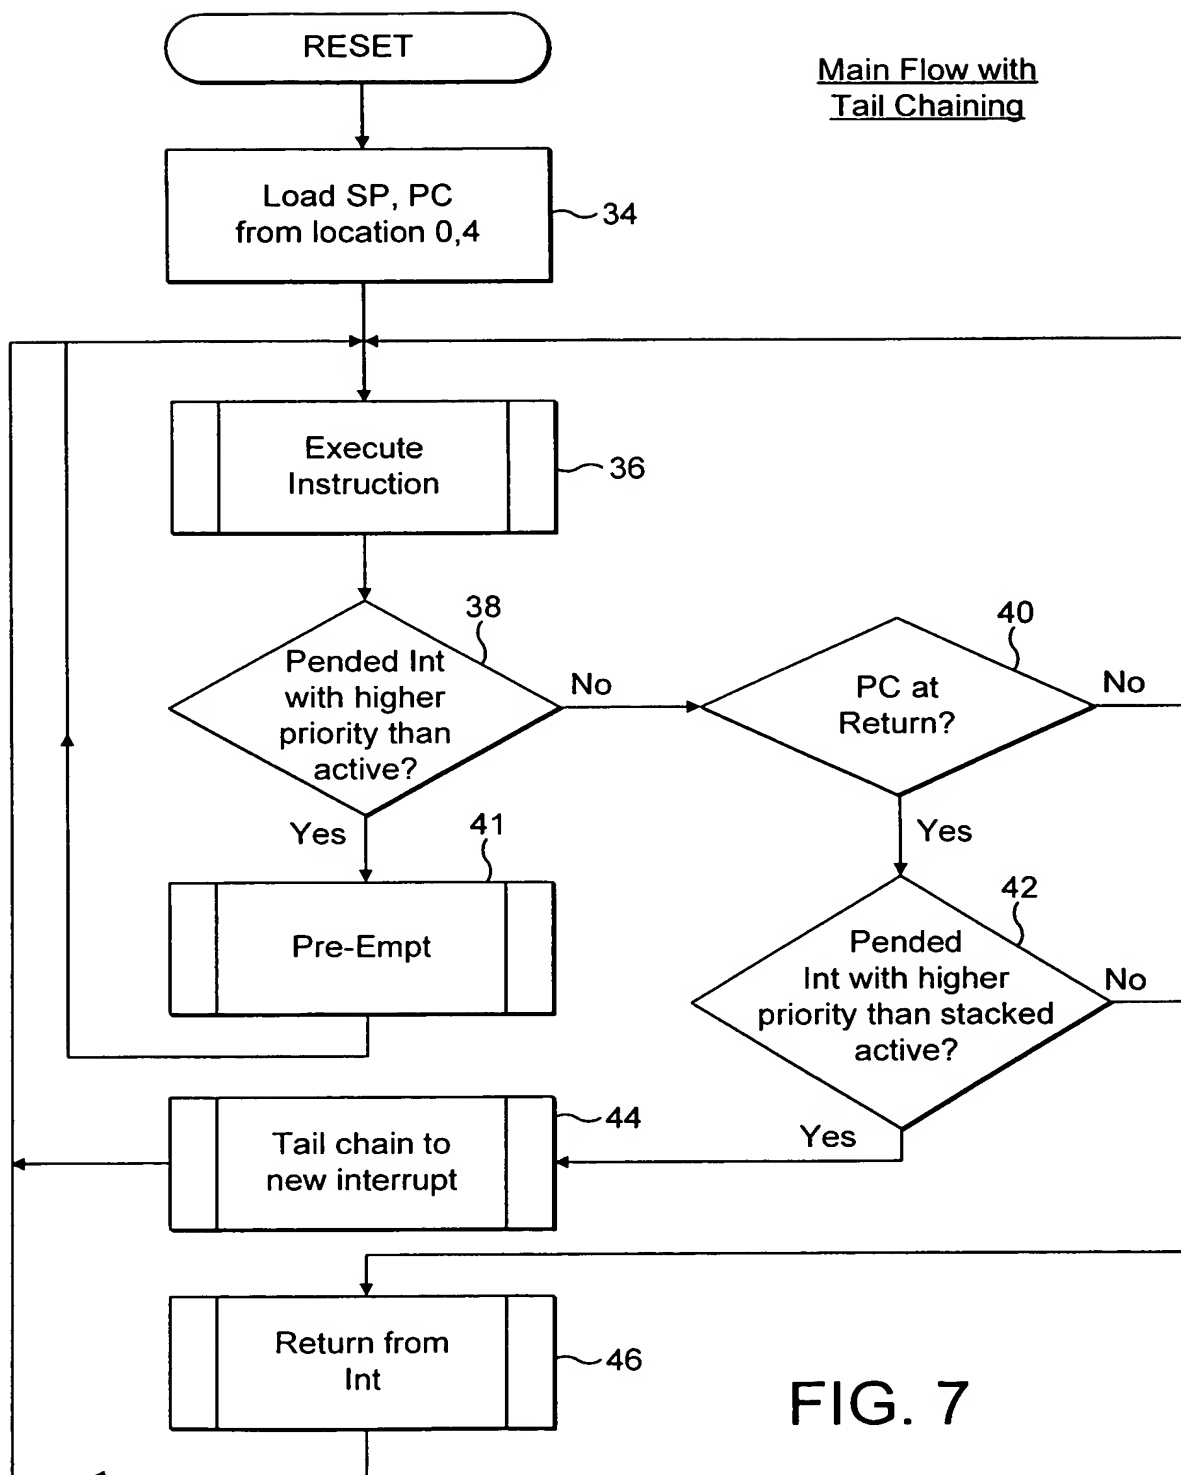 RESET
Main Flow with
Tail Chaining
Load SP, PC
from location 0,4
34
Execute
Instruction
36
38
Pended Int
with higher
priority than
active?
No
Yes
40
PC at
Return?
No
Yes
41
Pre-Empt
42
Pended
Int with higher
priority than stacked
active?
No
Yes
44
Tail chain to
new interrupt
Return from
Int
46
FIG. 7